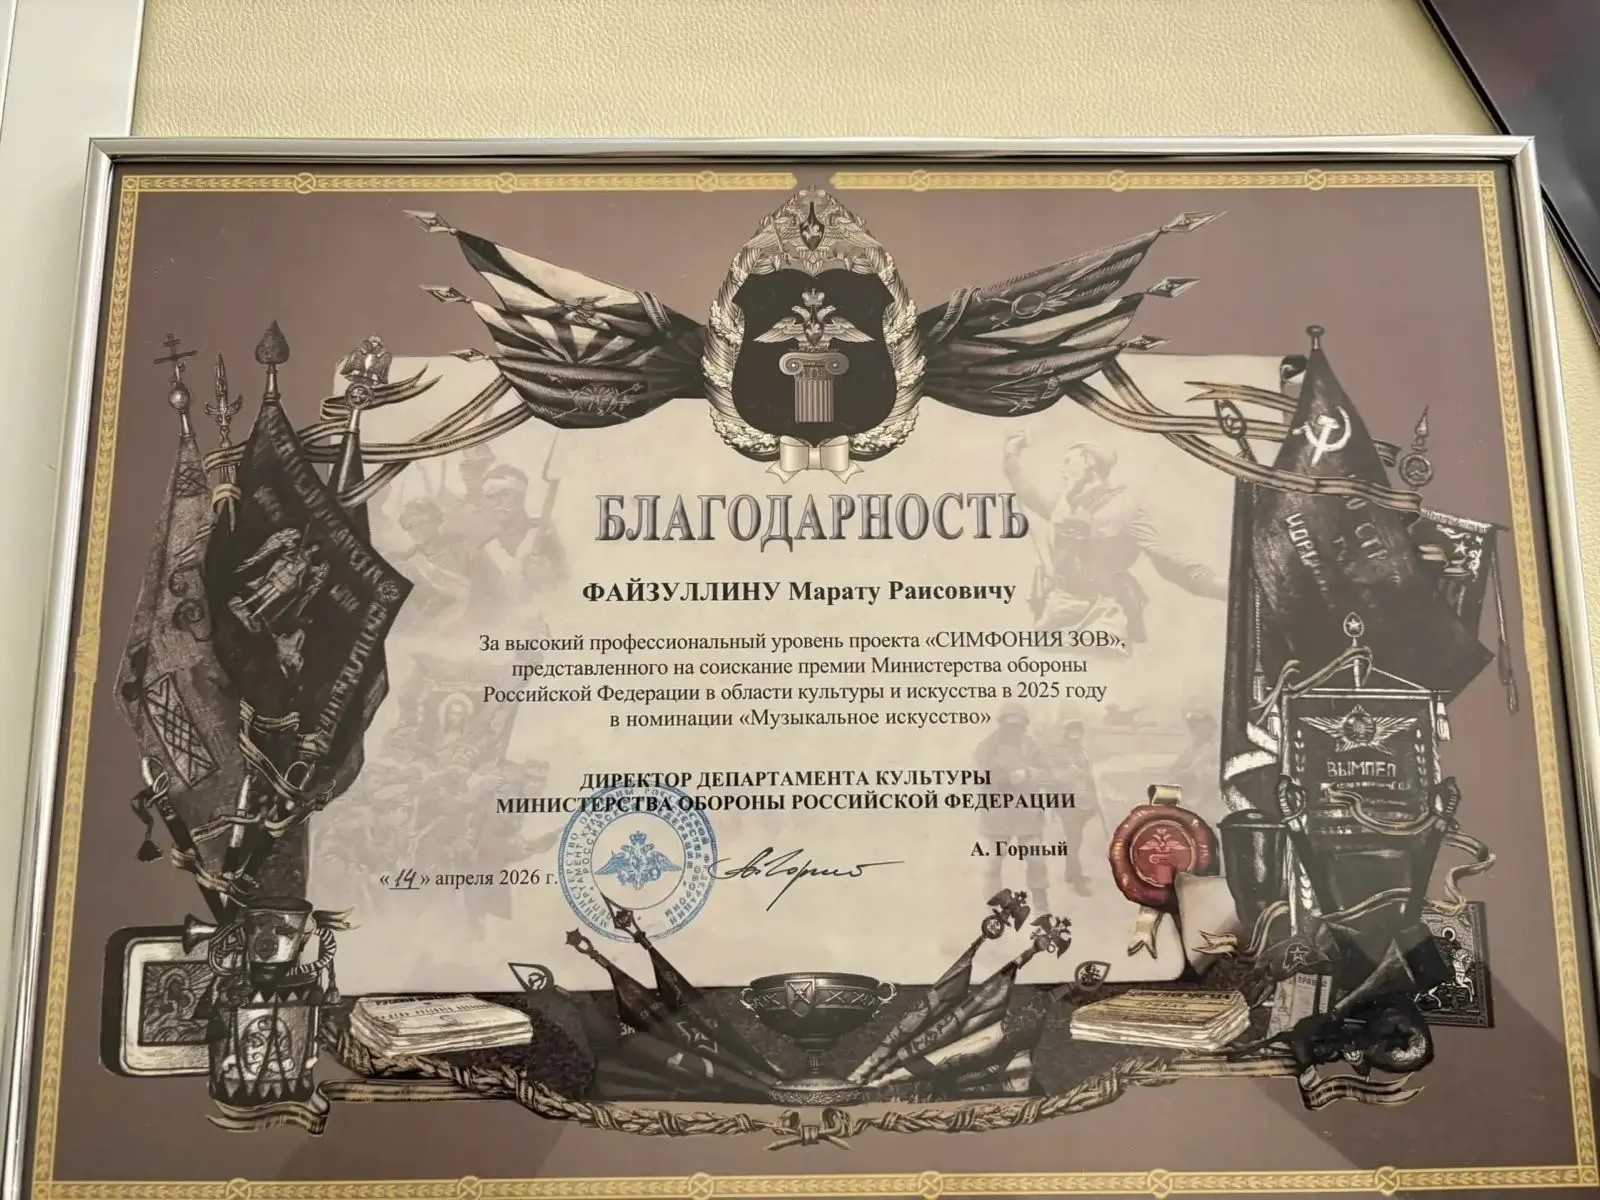 БЛАГОДАРНОСТЬ
ФАЙЗУЛЛИНУ Марату Раисовичу
За высокий профессиональный уровень проекта «СИМФОНИЯ ЗОВ»,
представленного на соискание премии Министерства обороны
Российской Федерации в области культуры и искусства в 2025 году
в номинации «Музыкальное искусство»
ДИРЕКТОР ДЕПАРТАМЕНТА КУЛЬТУРЫ
МИНИСТЕРСТВА ОБОРОНЫ РОССИЙСКОЙ ФЕДЕРАЦИИ
А. Горный
«14» апреля 2026 г.
ВЫМПЕЛ